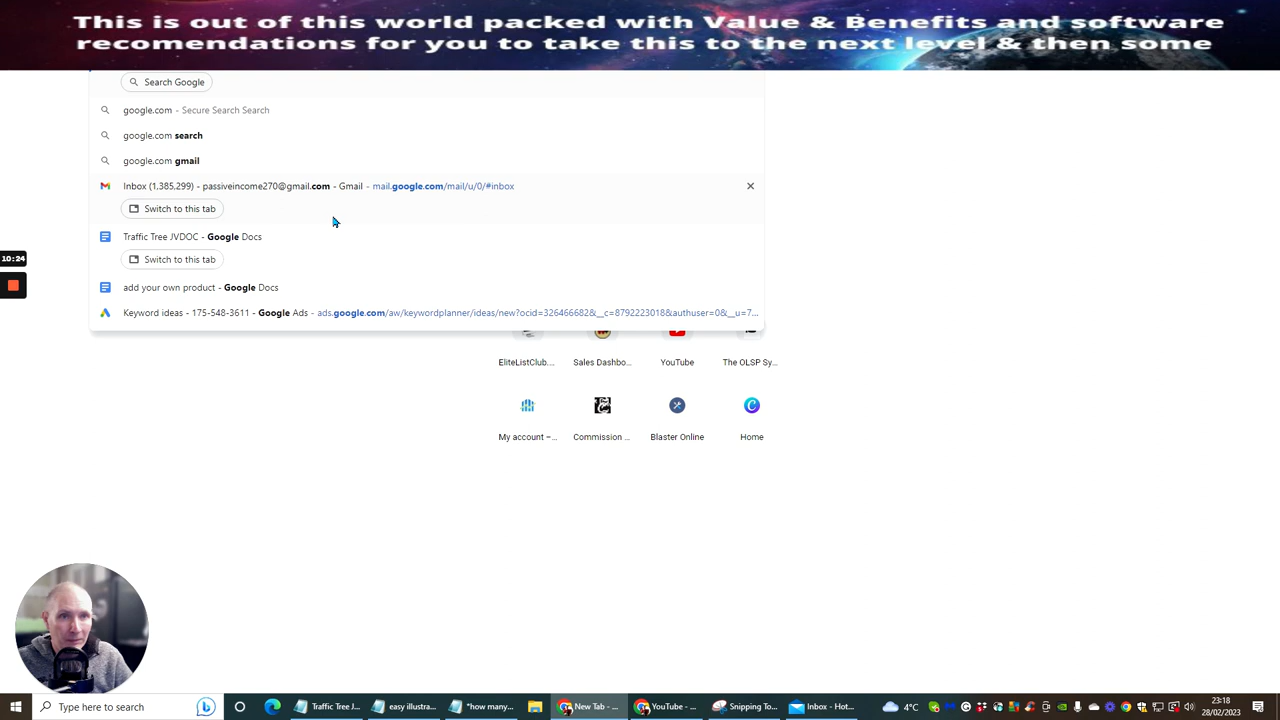 This is out of this world packed with Value & Benefits and software
recomendations for you to take this to the next level & then some
Search Google
google.com - Secure Search Search
google.com search
google.com gmail
Inbox (1,385,299) - passiveincome270@gmail.com - Gmail - mail.google.com/mail/u/0/#inbox
Switch to this tab
Traffic Tree JVDOC - Google Docs
10:24
Switch to this tab
add your own product - Google Docs
Keyword ideas - 175-548-3611 - Google Ads - ads.google.com/aw/keywordplanner/ideas/new?ocid=326466682&__c=8792223018&authuser=0&__u=7...
EliteListClub.... Sales Dashbo... YouTube The OLSP Sy...
My account –... Commission ... Blaster Online Home
Type here to search
Traffic Tree J... easy illustra... *how many... New Tab - ... YouTube - ... Snipping To... Inbox - Hot... 4°C
23:18
28/02/2023